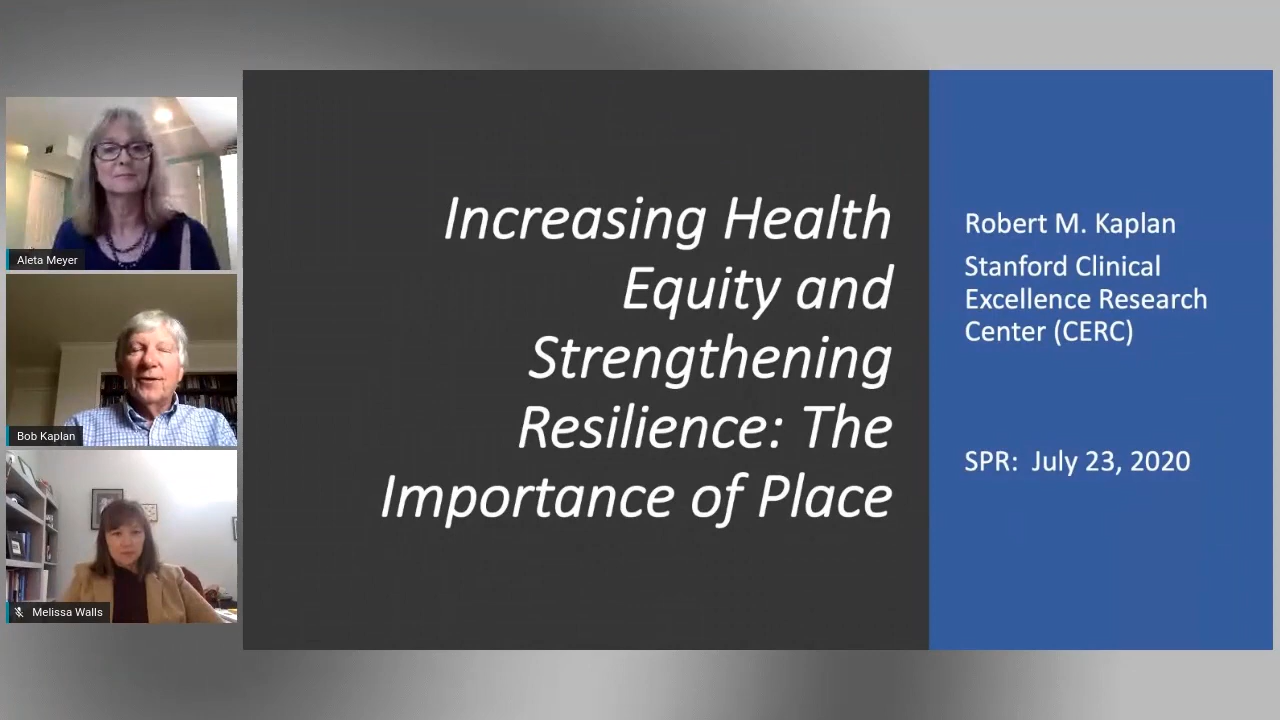 Aleta Meyer
Bob Kaplan
Melissa Walls
Increasing Health
Equity and
Strengthening
Resilience: The
Importance of Place
Robert M. Kaplan
Stanford Clinical
Excellence Research
Center (CERC)
SPR: July 23, 2020